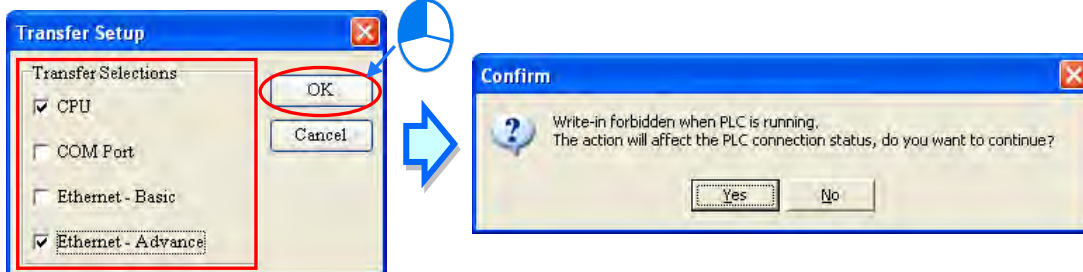 Transfer Setup
Transfer Selections
CPU
COM Port
Ethernet - Basic
Ethernet - Advance
OK
Cancel
Confirm
Write-in forbidden when PLC is running.
The action will affect the PLC connection status, do you want to continue?
Yes
No